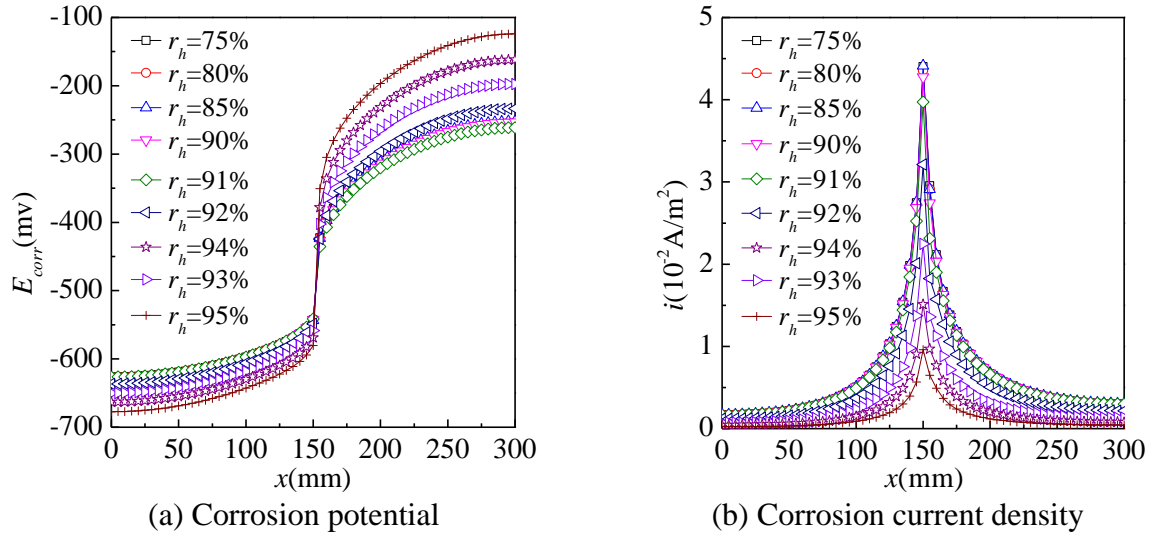 -100
-200
-300
-400
-500
-600
-700
E_corr(mv)
r_h=75%
r_h=80%
r_h=85%
r_h=90%
r_h=91%
r_h=92%
r_h=94%
r_h=93%
r_h=95%
0 50 100 150 200 250 300
x(mm)
(a) Corrosion potential
5
4
3
2
1
0
i(10⁻² A/m²)
r_h=75%
r_h=80%
r_h=85%
r_h=90%
r_h=91%
r_h=92%
r_h=94%
r_h=93%
r_h=95%
0 50 100 150 200 250 300
x(mm)
(b) Corrosion current density